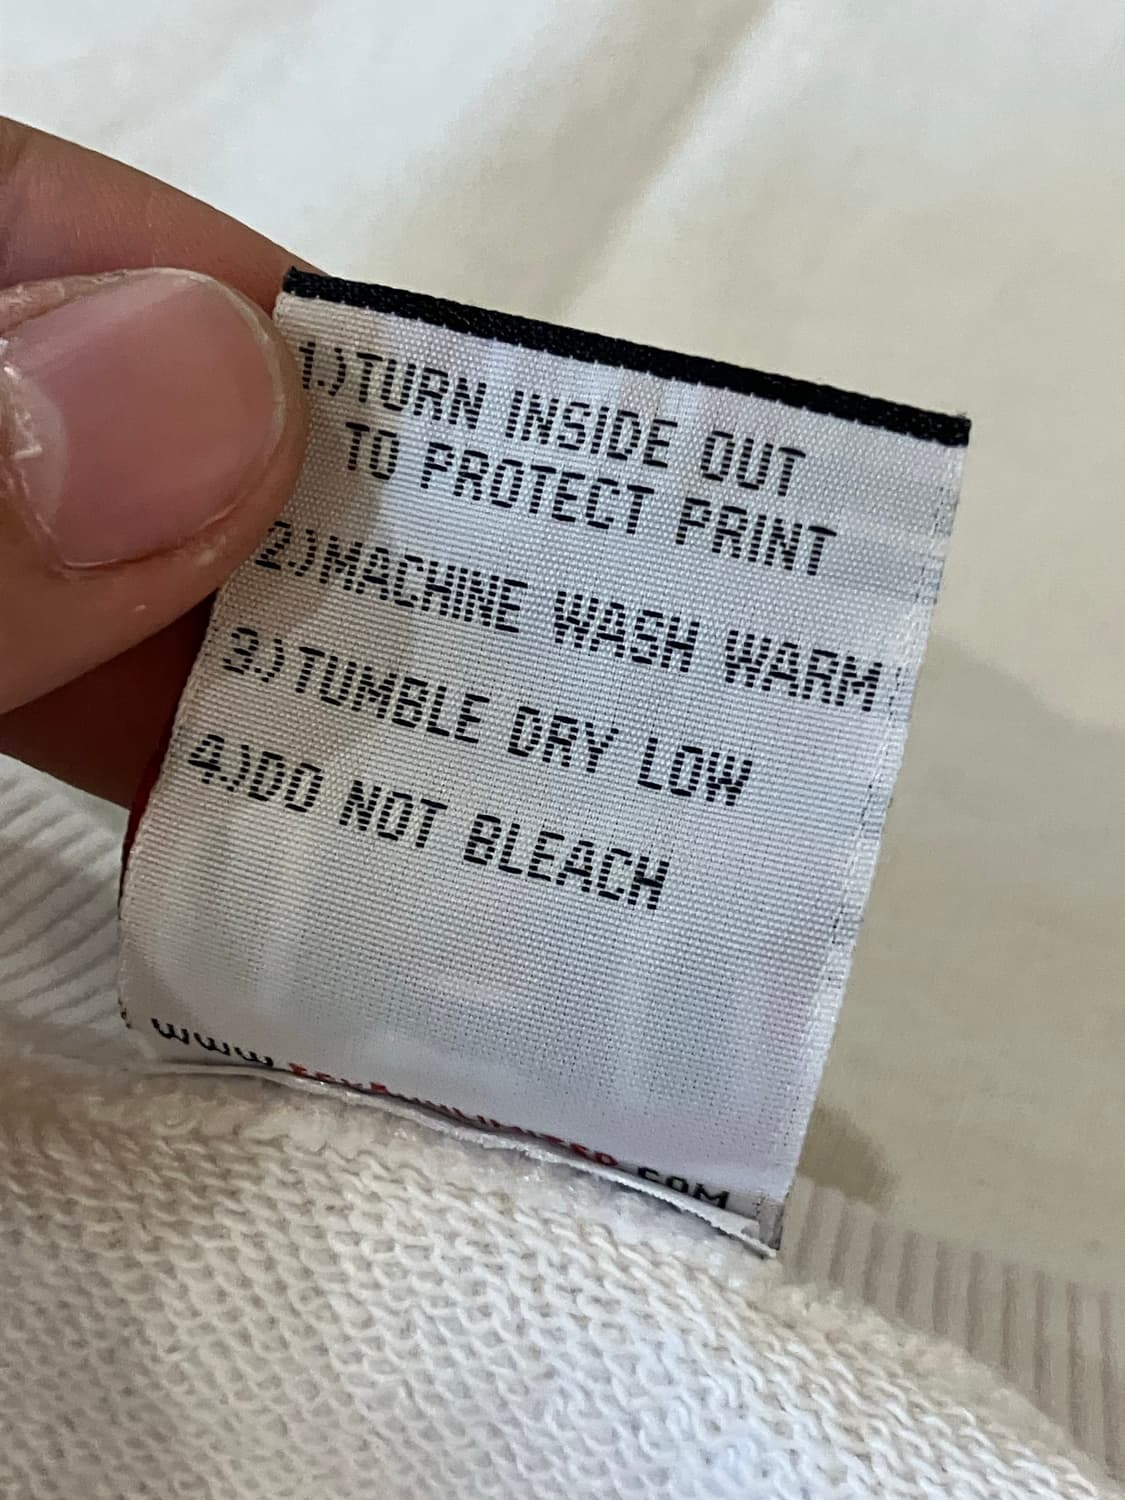 1.)TURN INSIDE OUT
TO PROTECT PRINT
2.)MACHINE WASH WARM
3.)TUMBLE DRY LOW
4.)DO NOT BLEACH